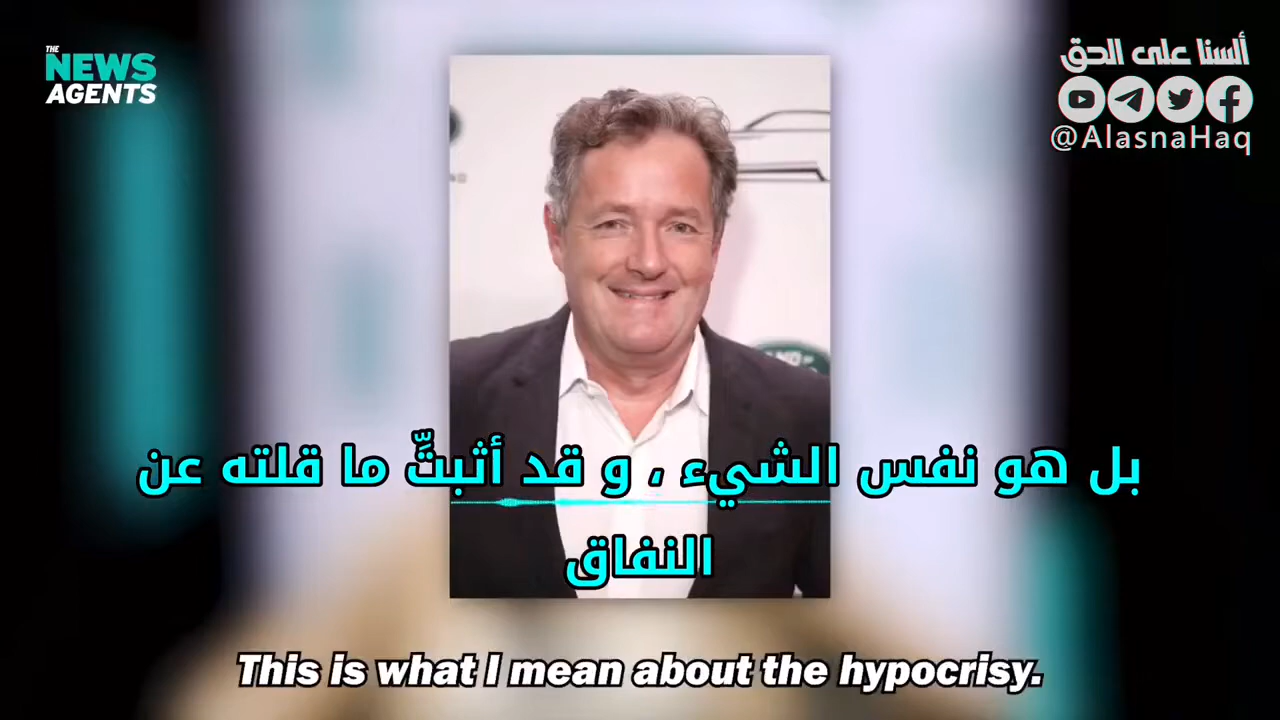 THE
NEWS
AGENTS
ألسنا على الحق
@AlasnaHaq
بل هو نفس الشيء ، و قد أثبتَّ ما قلته عن
النفاق
This is what I mean about the hypocrisy.